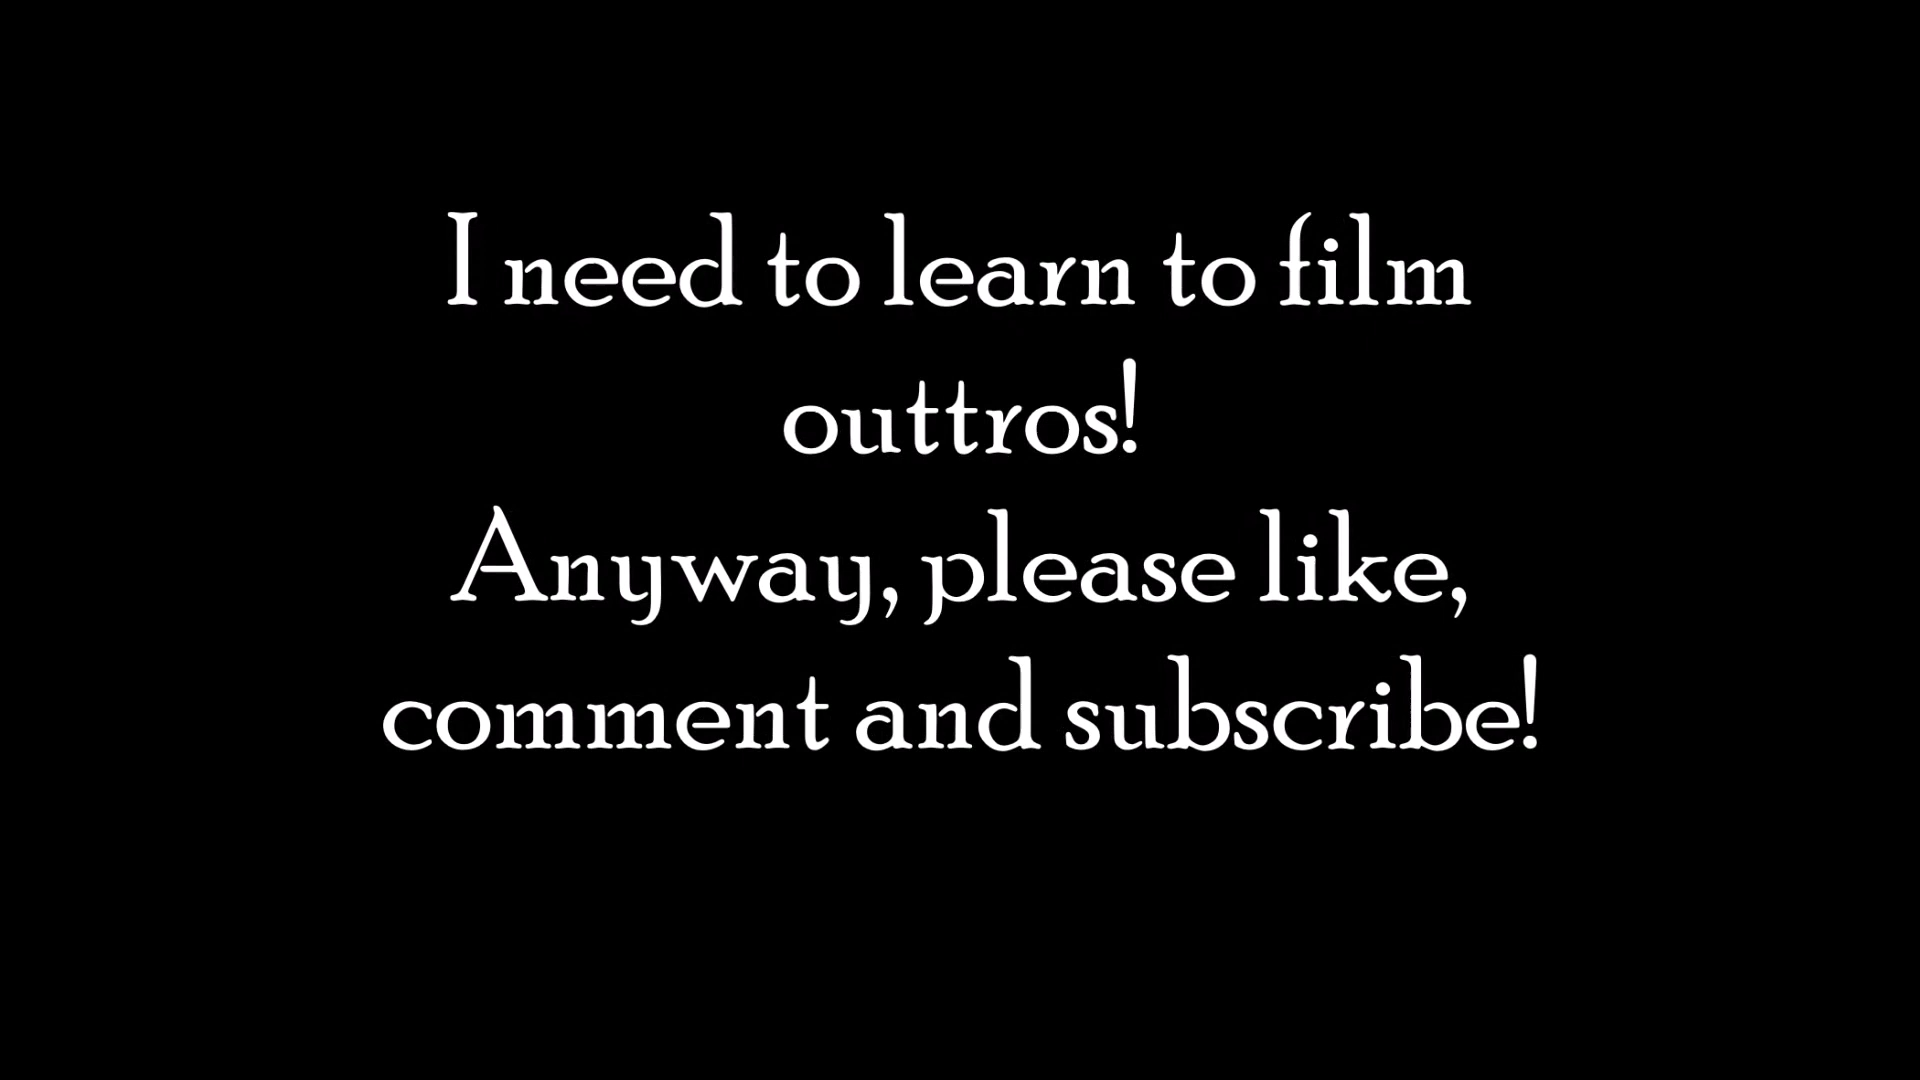 I need to learn to film
outtros!
Anyway, please like,
comment and subscribe!